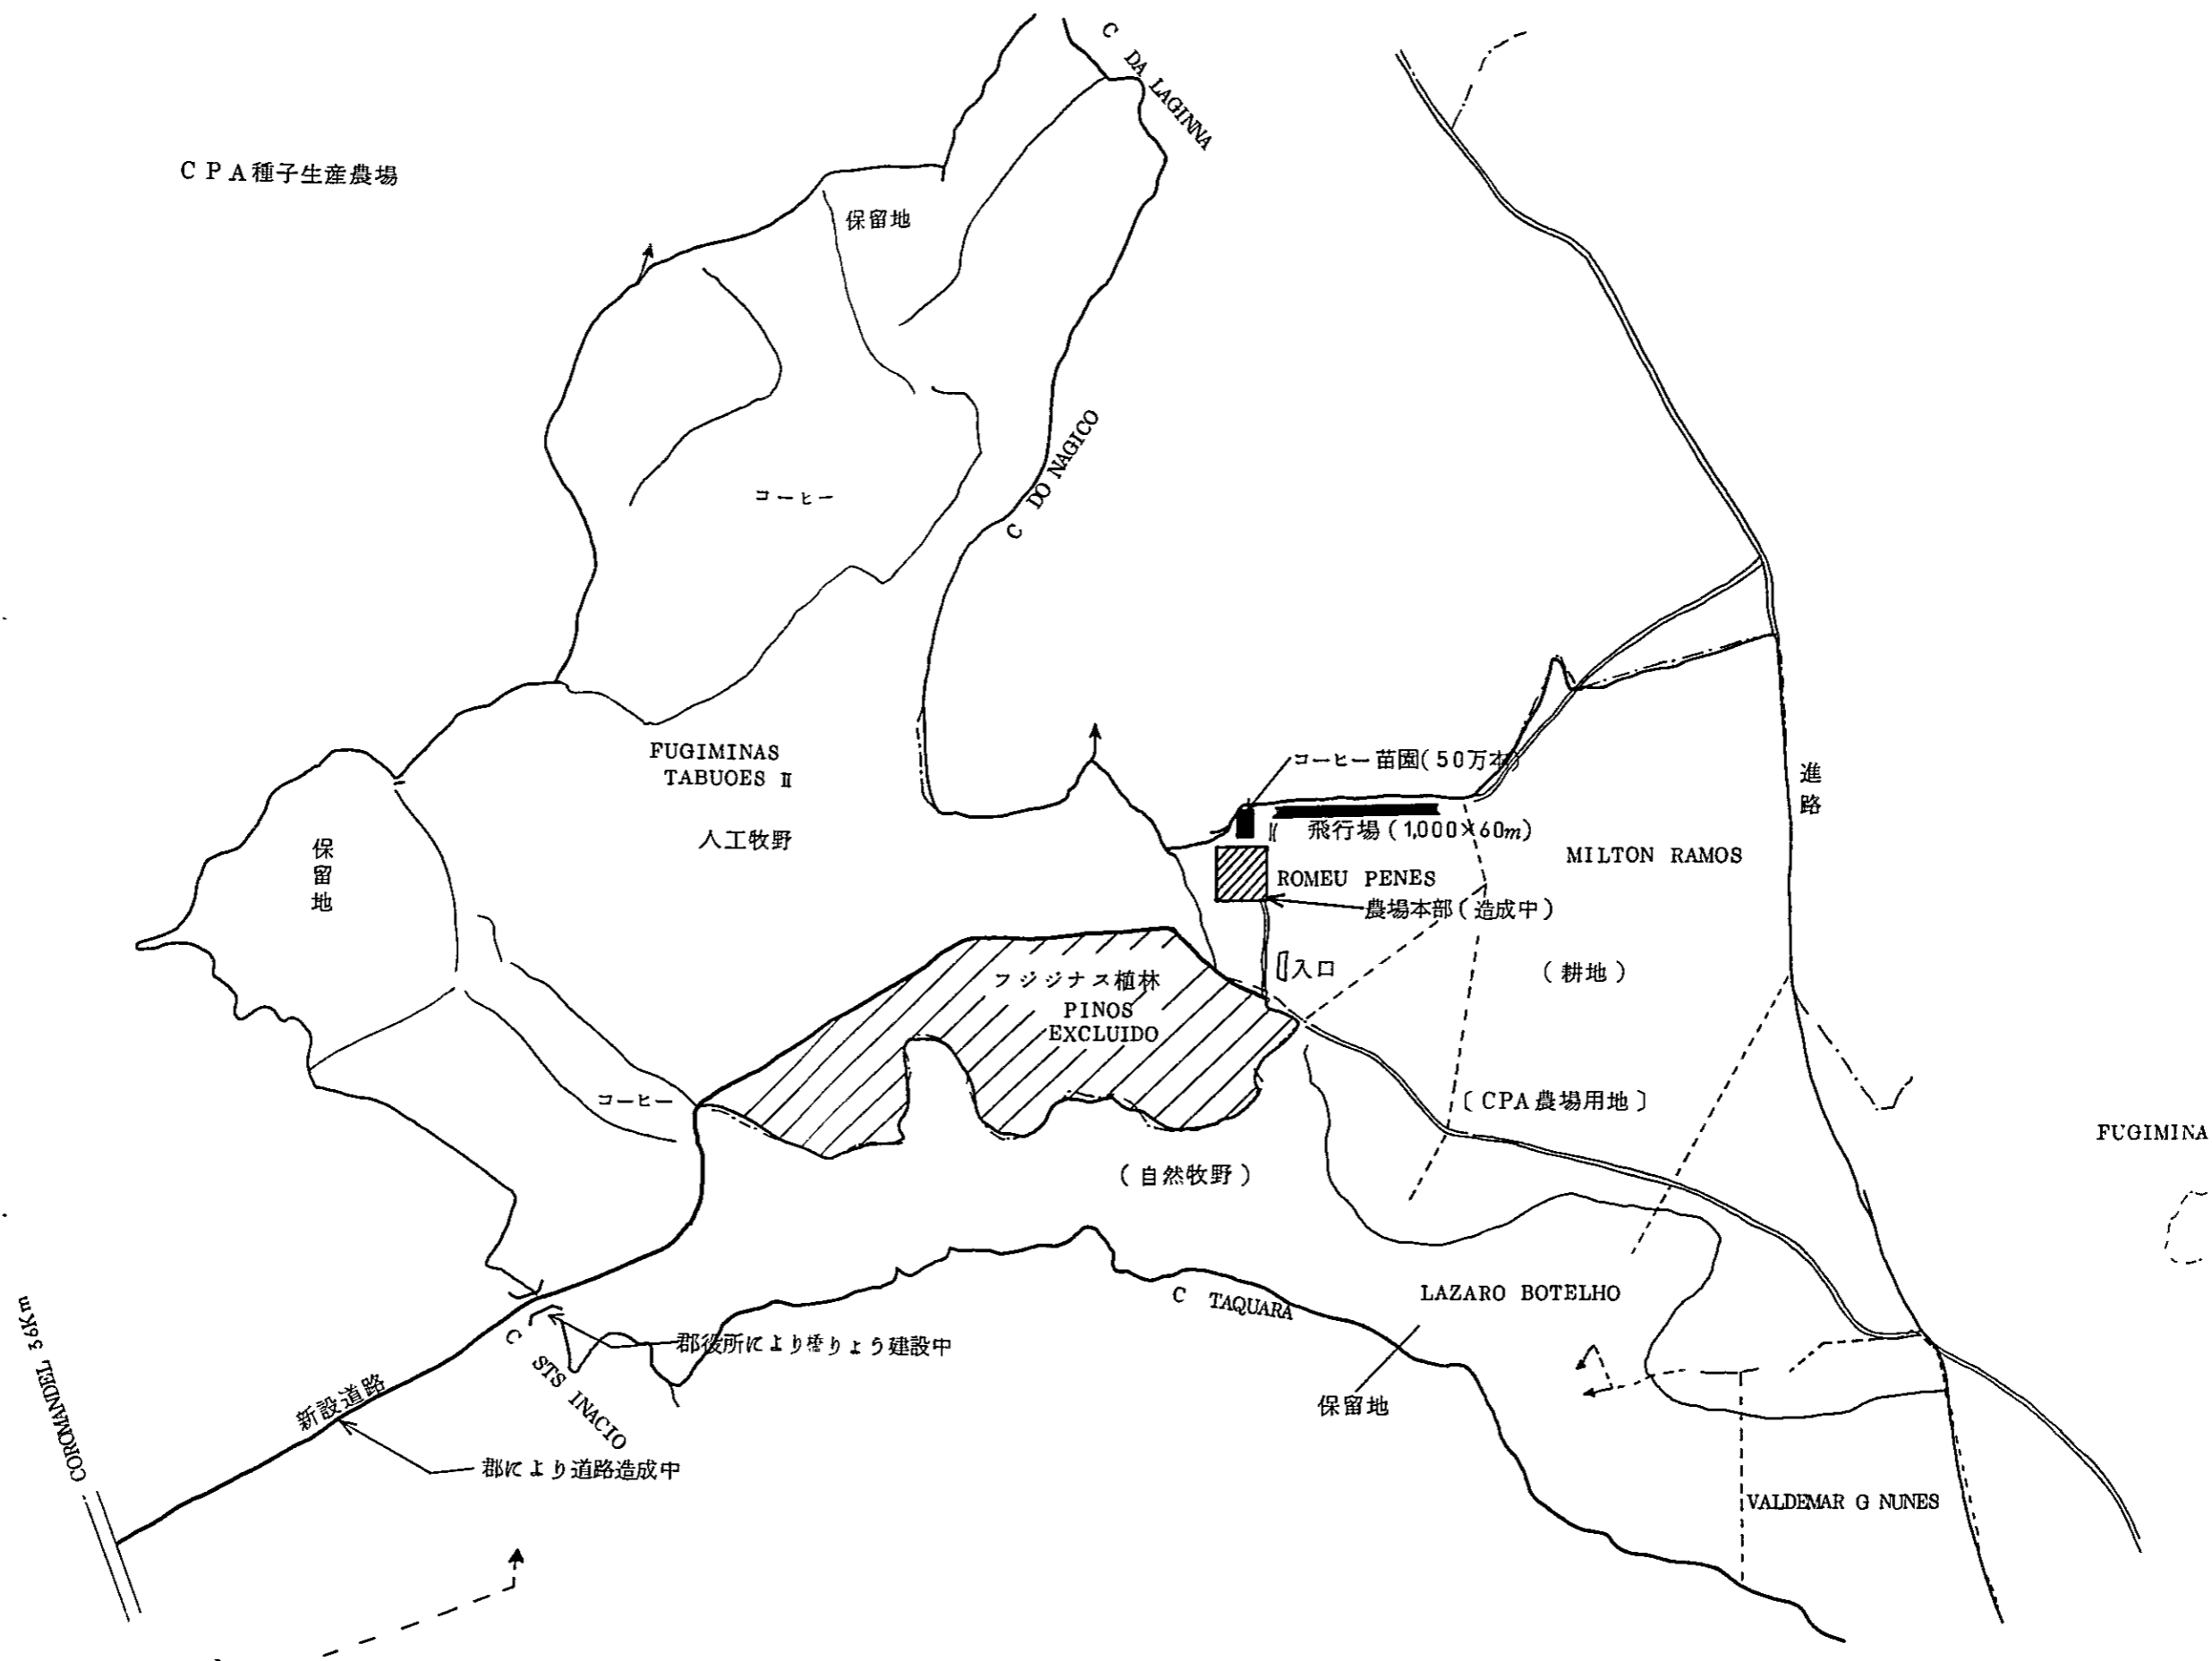 C DA LAGINNA
CPA種子生産農場
保留地
C DO NAGICO
コーヒー
FUGIMINAS
TABUOES Ⅱ
コーヒー苗園(50万本)
進路
人工牧野
飛行場(1,000×60m)
保留地
MILTON RAMOS
ROMEU PENES
農場本部(造成中)
入口
(耕地)
フジジナス植林
PINOS
EXCLUIDO
コーヒー
〔CPA農場用地〕
FUGIMINA
(自然牧野)
LAZARO BOTELHO
C TAQUARA
郡役所により橋りょう建設中
C STS INACIO
新設道路
保留地
COROMANDEL 36Km
郡により道路造成中
VALDEMAR G NUNES